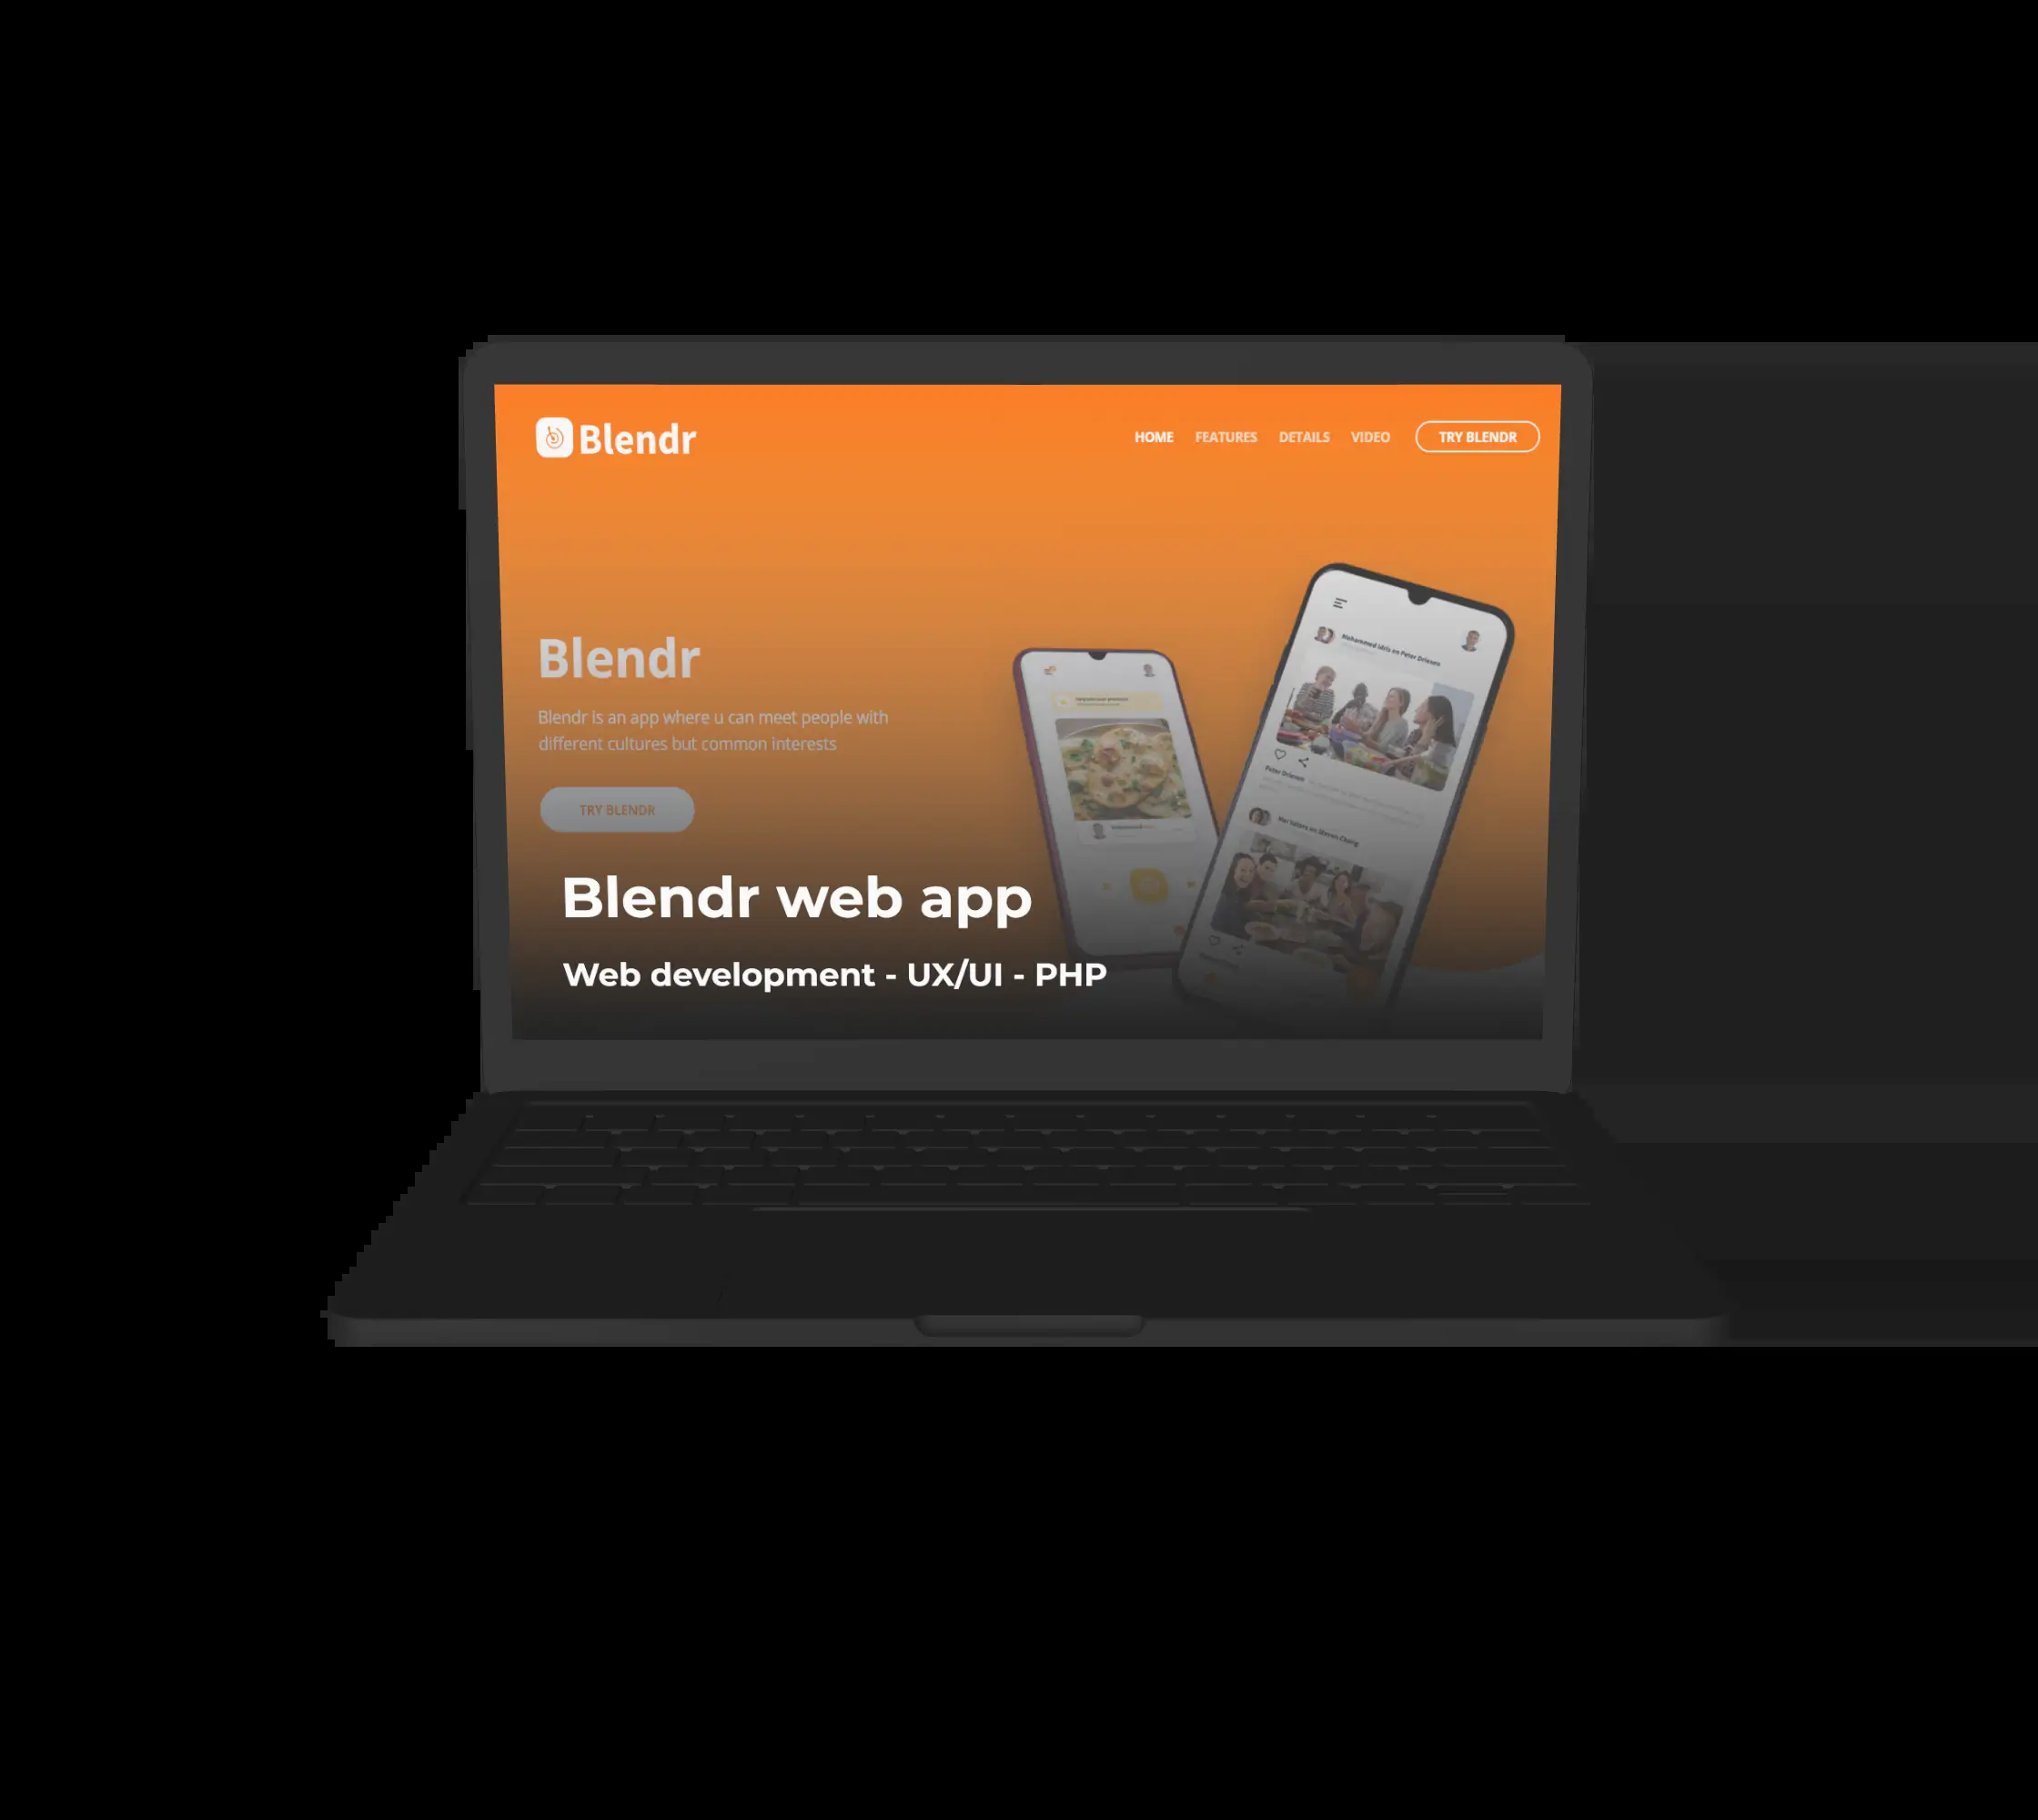 Blendr
HOME FEATURES DETAILS VIDEO TRY BLENDR
Blendr
Blendr is an app where u can meet people with
different cultures but common interests
TRY BLENDR
Mohammed Idris en Peter Driesen
Peter Driesen
Blendr web app
Web development - UX/UI - PHP